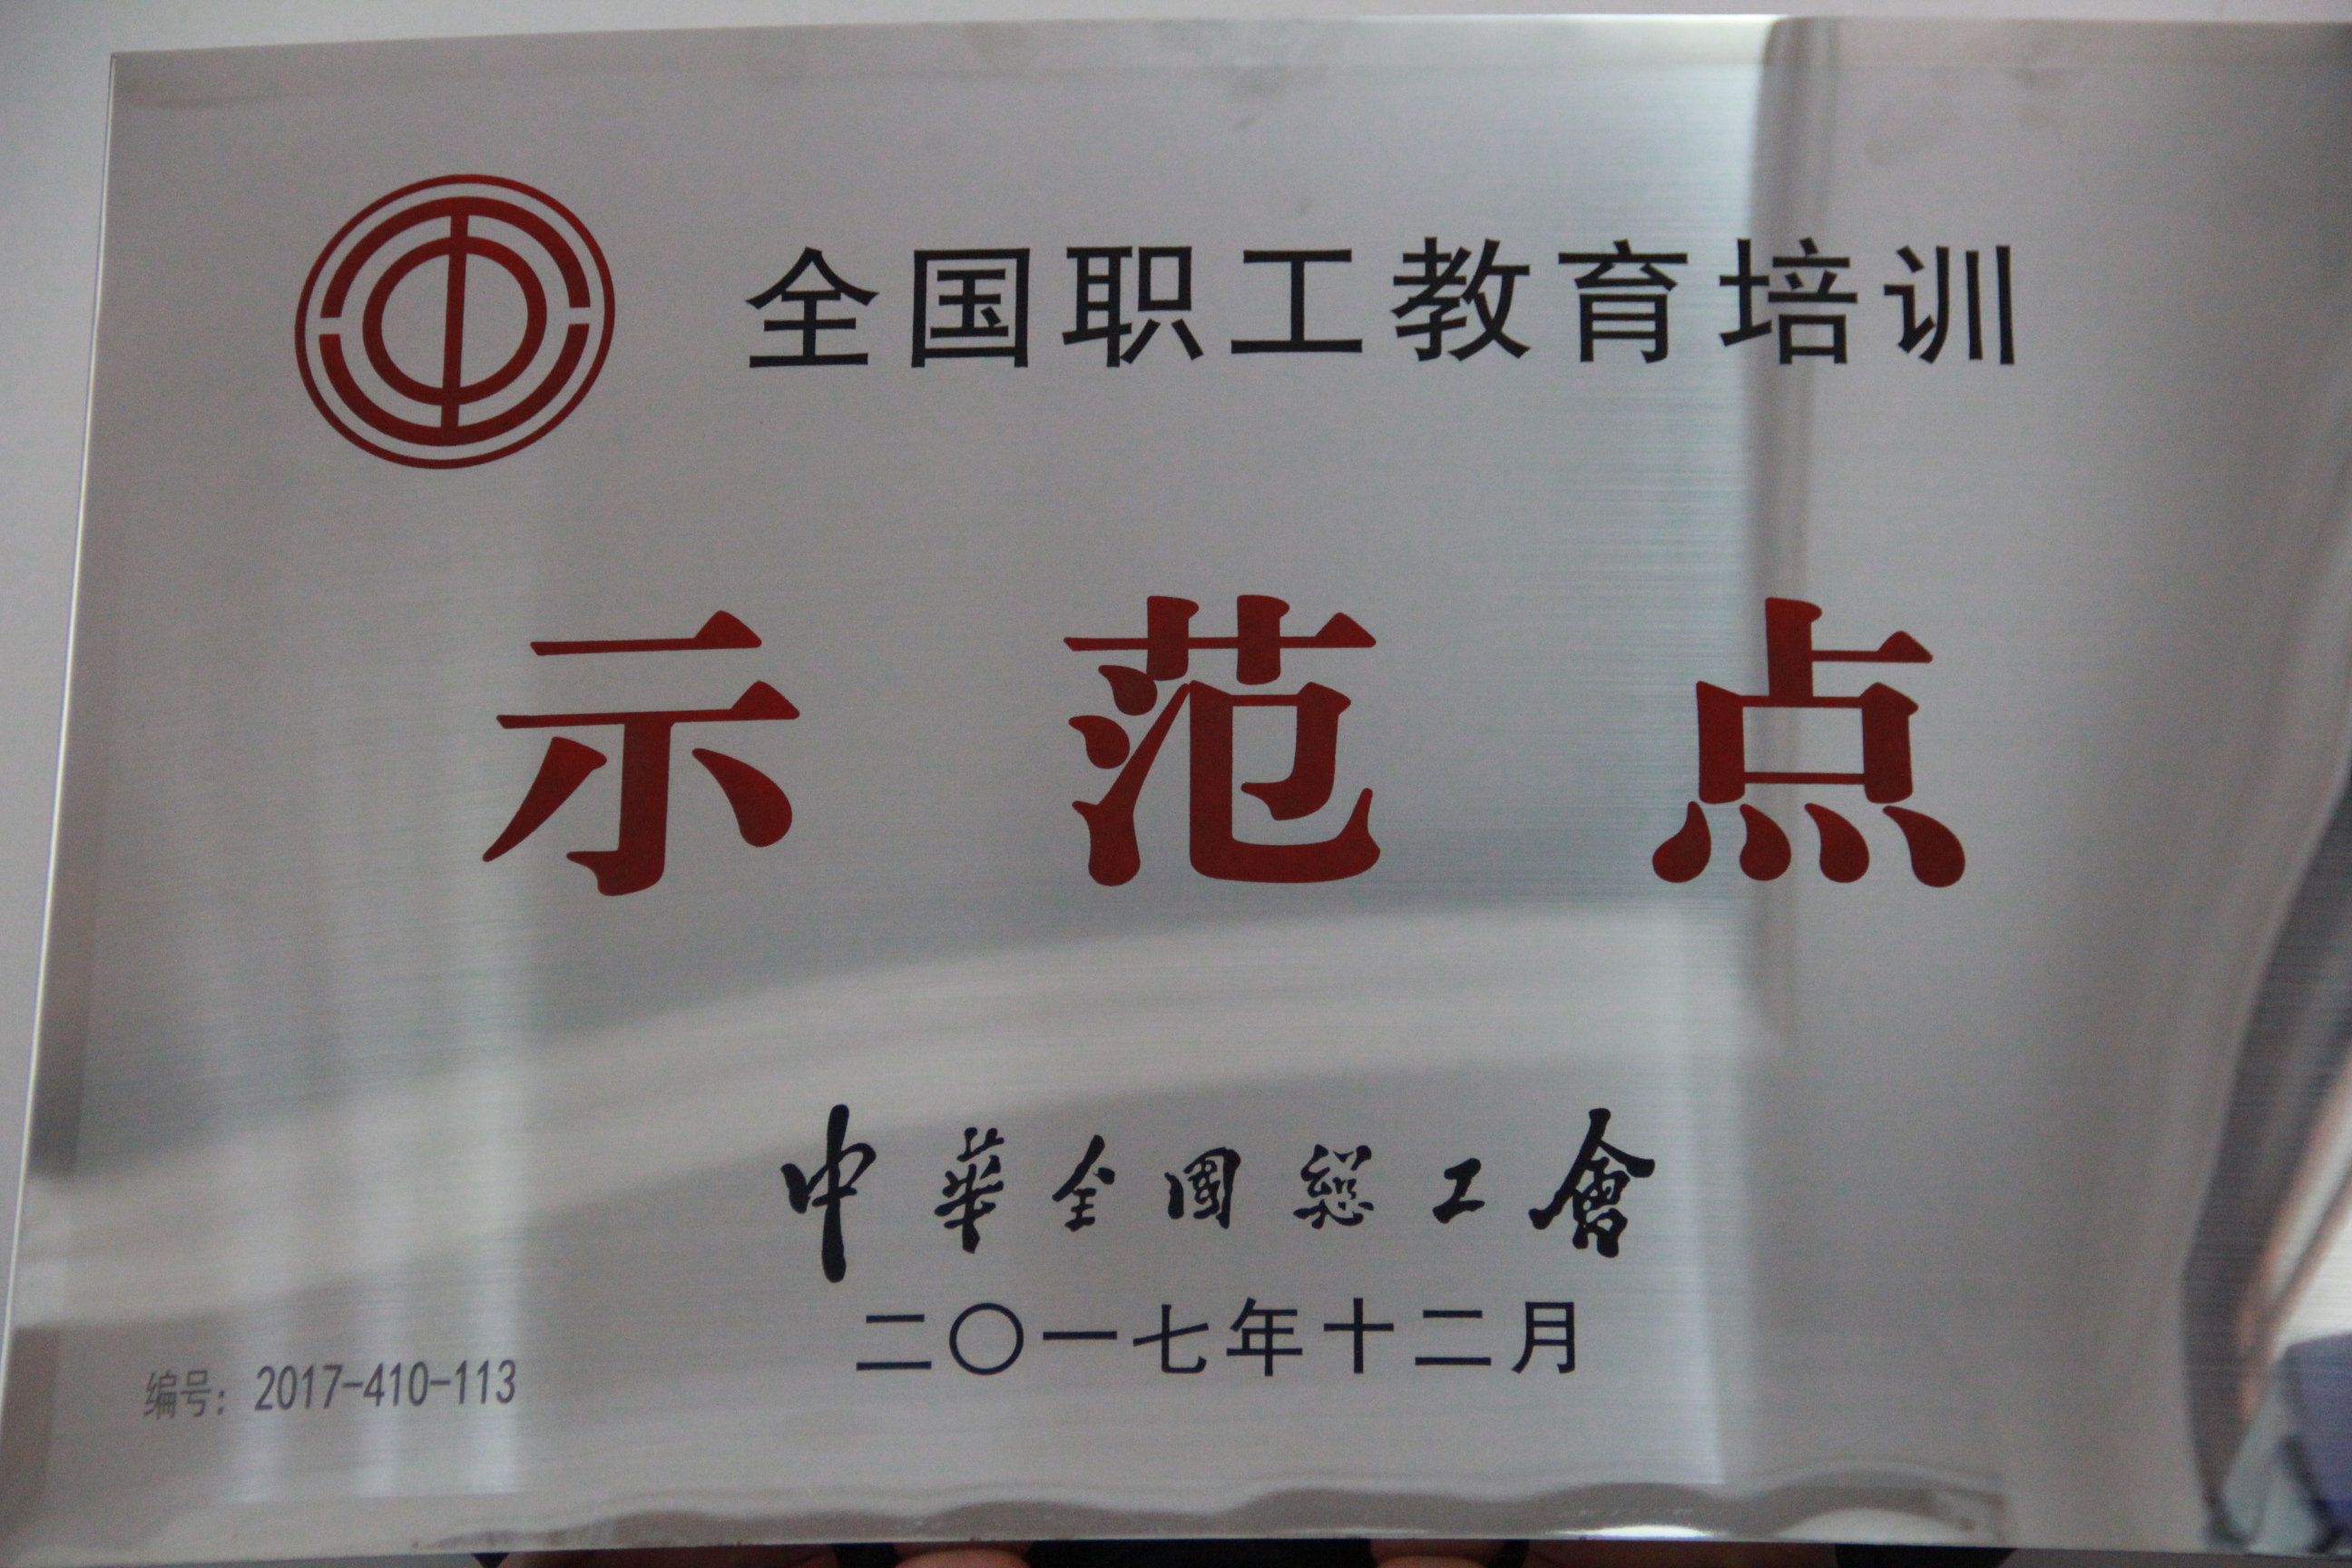 全国职工教育培训
示范点
中華全國總工會
二〇一七年十二月
编号：2017-410-113